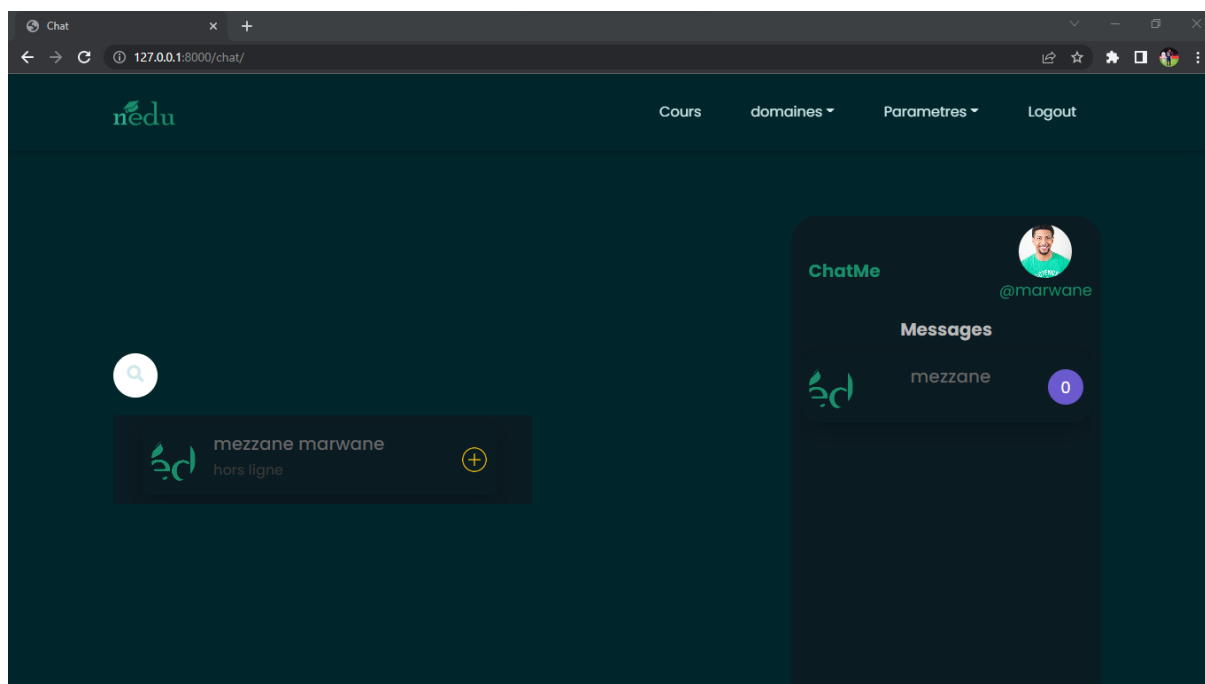 Chat
127.0.0.1:8000/chat/
nedu
Cours domaines Parametres Logout
ChatMe
@marwane
Messages
mezzane
0
mezzane marwane
hors ligne